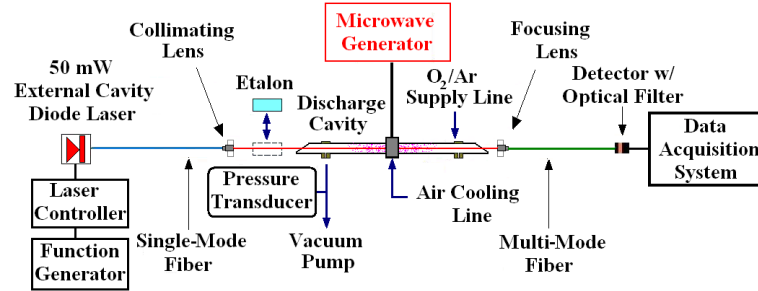 Collimating
Lens
Microwave
Generator
Focusing
Lens
50 mW
External Cavity
Diode Laser
Etalon
Discharge
Cavity
O2/Ar
Supply Line
Detector w/
Optical Filter
Data
Acquisition
System
Laser
Controller
Pressure
Transducer
Air Cooling
Line
Function
Generator
Single-Mode
Fiber
Vacuum
Pump
Multi-Mode
Fiber